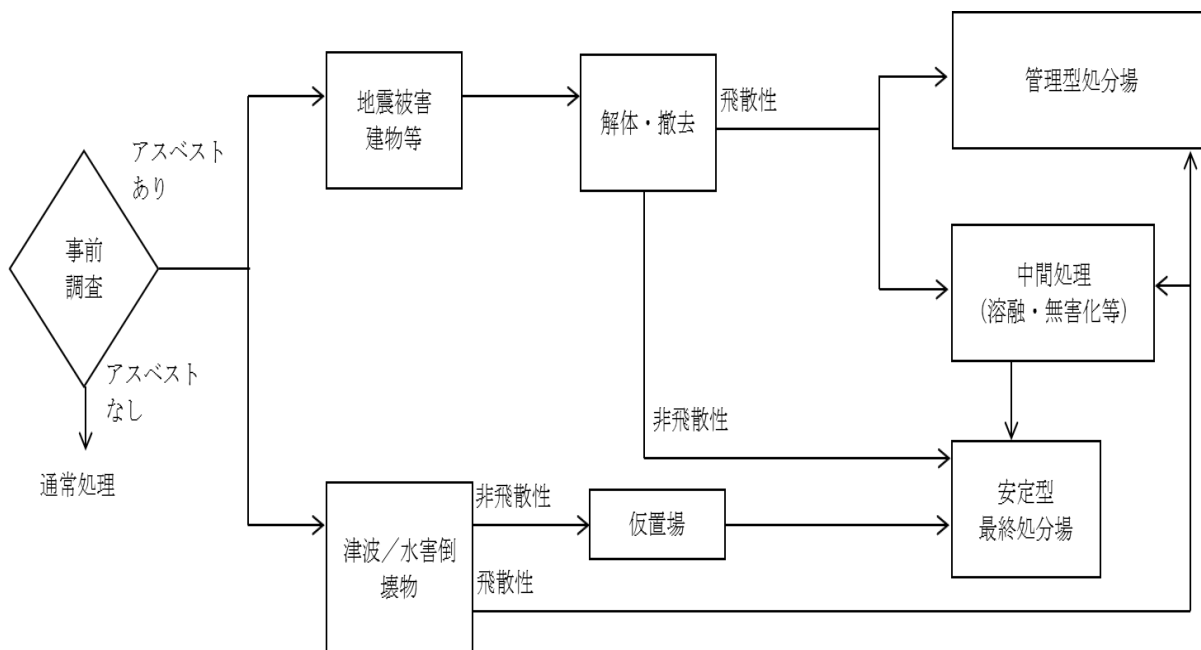 事前
調査
アスベスト
あり
アスベスト
なし
通常処理
地震被害
建物等
解体・撤去
飛散性
管理型処分場
中間処理
(溶融・無害化等)
非飛散性
津波／水害倒
壊物
非飛散性
飛散性
仮置場
安定型
最終処分場